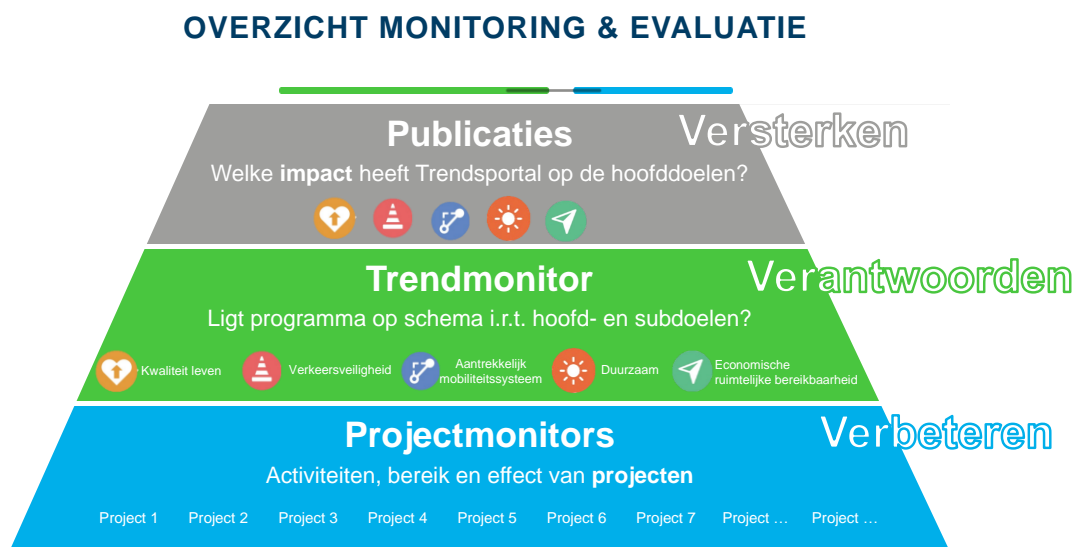 OVERZICHT MONITORING & EVALUATIE
Publicaties
Versterken
Welke impact heeft Trendsportal op de hoofddoelen?
Trendmonitor
Verantwoorden
Ligt programma op schema i.r.t. hoofd- en subdoelen?
Kwaliteit leven
Verkeersveiligheid
Aantrekkelijk
mobiliteitssysteem
Duurzaam
Economische
ruimtelijke bereikbaarheid
Projectmonitors
Verbeteren
Activiteiten, bereik en effect van projecten
Project 1 Project 2 Project 3 Project 4 Project 5 Project 6 Project 7 Project … Project …